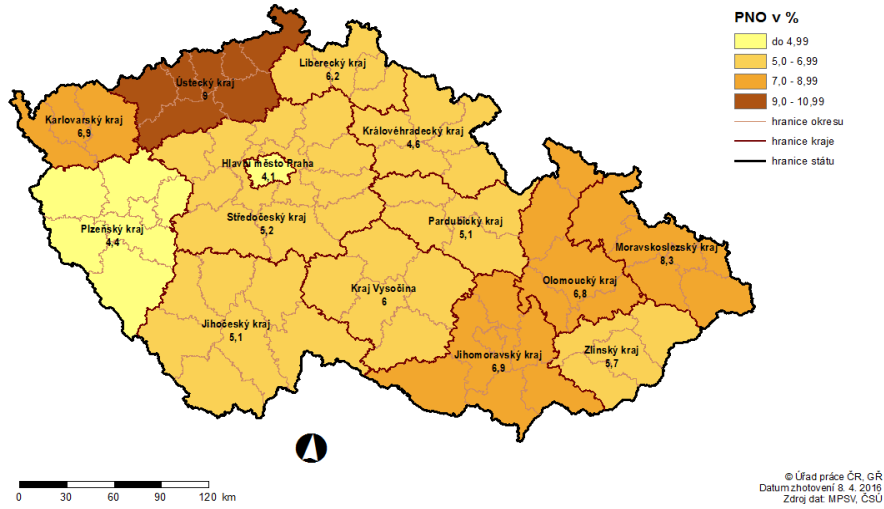 PNO v %
do 4,99
5,0 - 6,99
7,0 - 8,99
9,0 - 10,99
hranice okresu
hranice kraje
hranice státu
Liberecký kraj
6,2
Ústecký kraj
9
Karlovarský kraj
6,9
Královéhradecký kraj
4,6
Hlavní město Praha
4,1
Středočeský kraj
5,2
Pardubický kraj
5,1
Plzeňský kraj
4,4
Moravskoslezský kraj
8,3
Olomoucký kraj
6,8
Kraj Vysočina
6
Jihočeský kraj
5,1
Jihomoravský kraj
6,9
Zlínský kraj
5,7
0 30 60 90 120 km
© Úřad práce ČR, GŘ
Datum zhotovení 8. 4. 2016
Zdroj dat: MPSV, ČSÚ